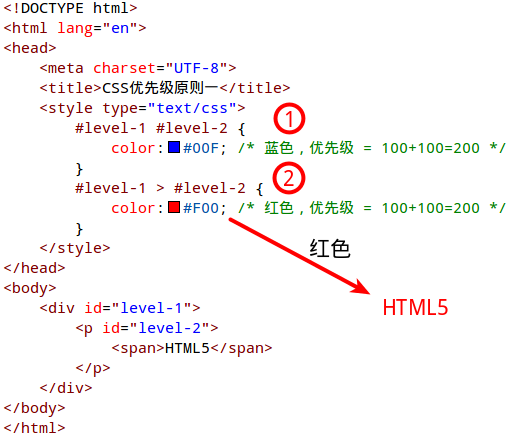 <!DOCTYPE html>
<html lang="en">
<head>
    <meta charset="UTF-8">
    <title>CSS优先级原则一</title>
    <style type="text/css">
        #level-1 #level-2 {
①
            color:#00F; /* 蓝色，优先级 = 100+100=200 */
        }
②
        #level-1 > #level-2 {
            color:#F00; /* 红色，优先级 = 100+100=200 */
        }
    </style>
红色
</head>
<body>
    <div id="level-1">
HTML5
        <p id="level-2">
            <span>HTML5</span>
        </p>
    </div>
</body>
</html>